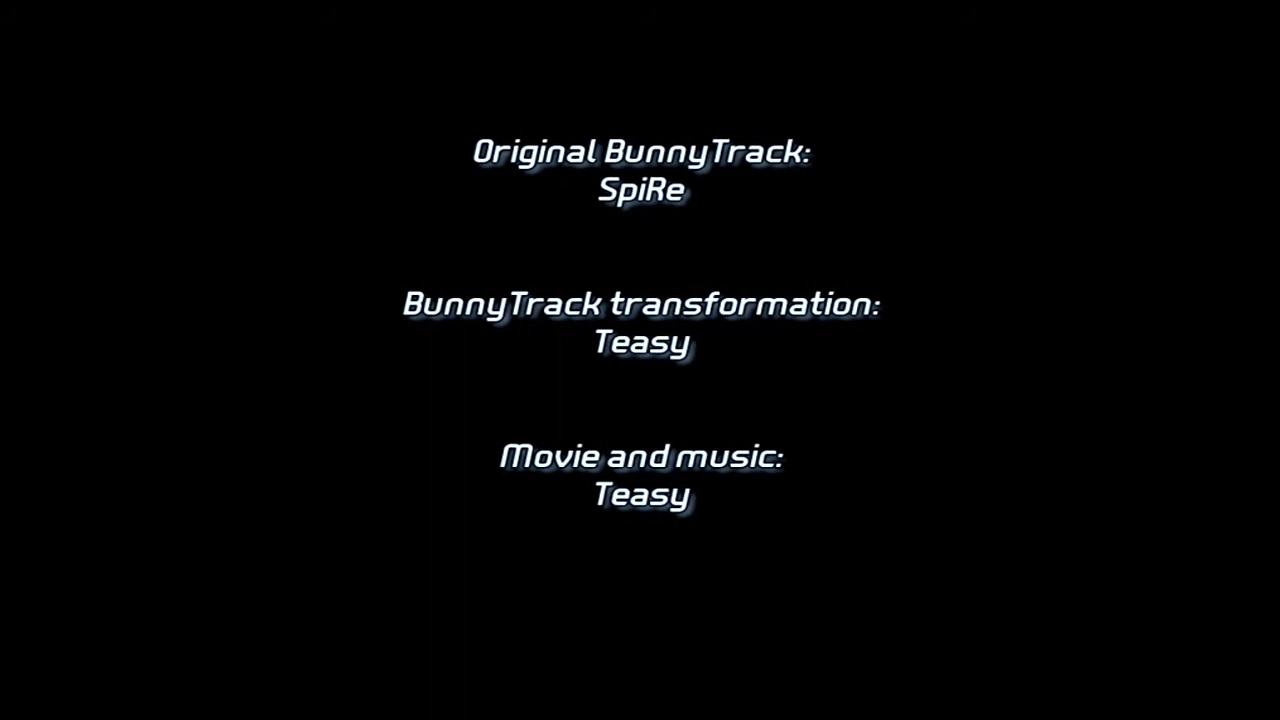 Original BunnyTrack:
SpiRe
BunnyTrack transformation:
Teasy
Movie and music:
Teasy